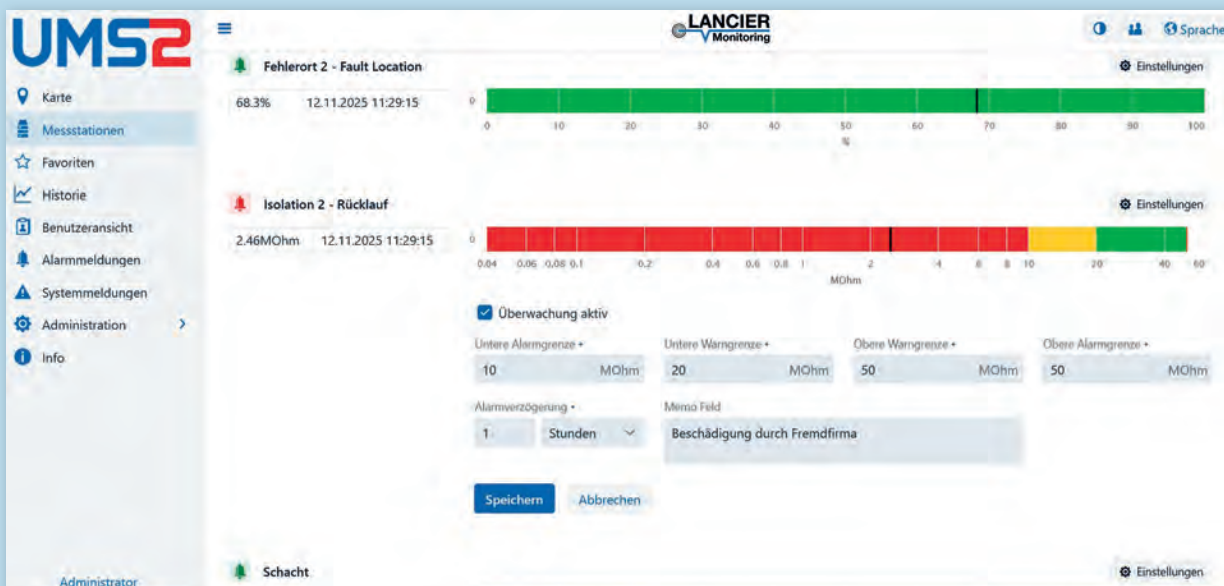 UMS2
LANCIER
Monitoring
Sprache
Karte
Messstationen
Favoriten
Historie
Benutzeransicht
Alarmmeldungen
Systemmeldungen
Administration
Info
Administrator
Fehlerort 2 - Fault Location
Einstellungen
68.3% 12.11.2025 11:29:15
0
0 10 20 30 40 50 60 70 80 90 100
%
Isolation 2 - Rücklauf
Einstellungen
2.46MOhm 12.11.2025 11:29:15
0
0.04 0.06 0.08 0.1 0.2 0.4 0.6 0.8 1 2 4 6 8 10 20 40 60
MOhm
Überwachung aktiv
Untere Alarmgrenze * Untere Warngrenze * Obere Warngrenze * Obere Alarmgrenze *
10 MOhm 20 MOhm 50 MOhm 50 MOhm
Alarmverzögerung * Memo Feld
1 Stunden Beschädigung durch Fremdfirma
Speichern Abbrechen
Schacht
Einstellungen